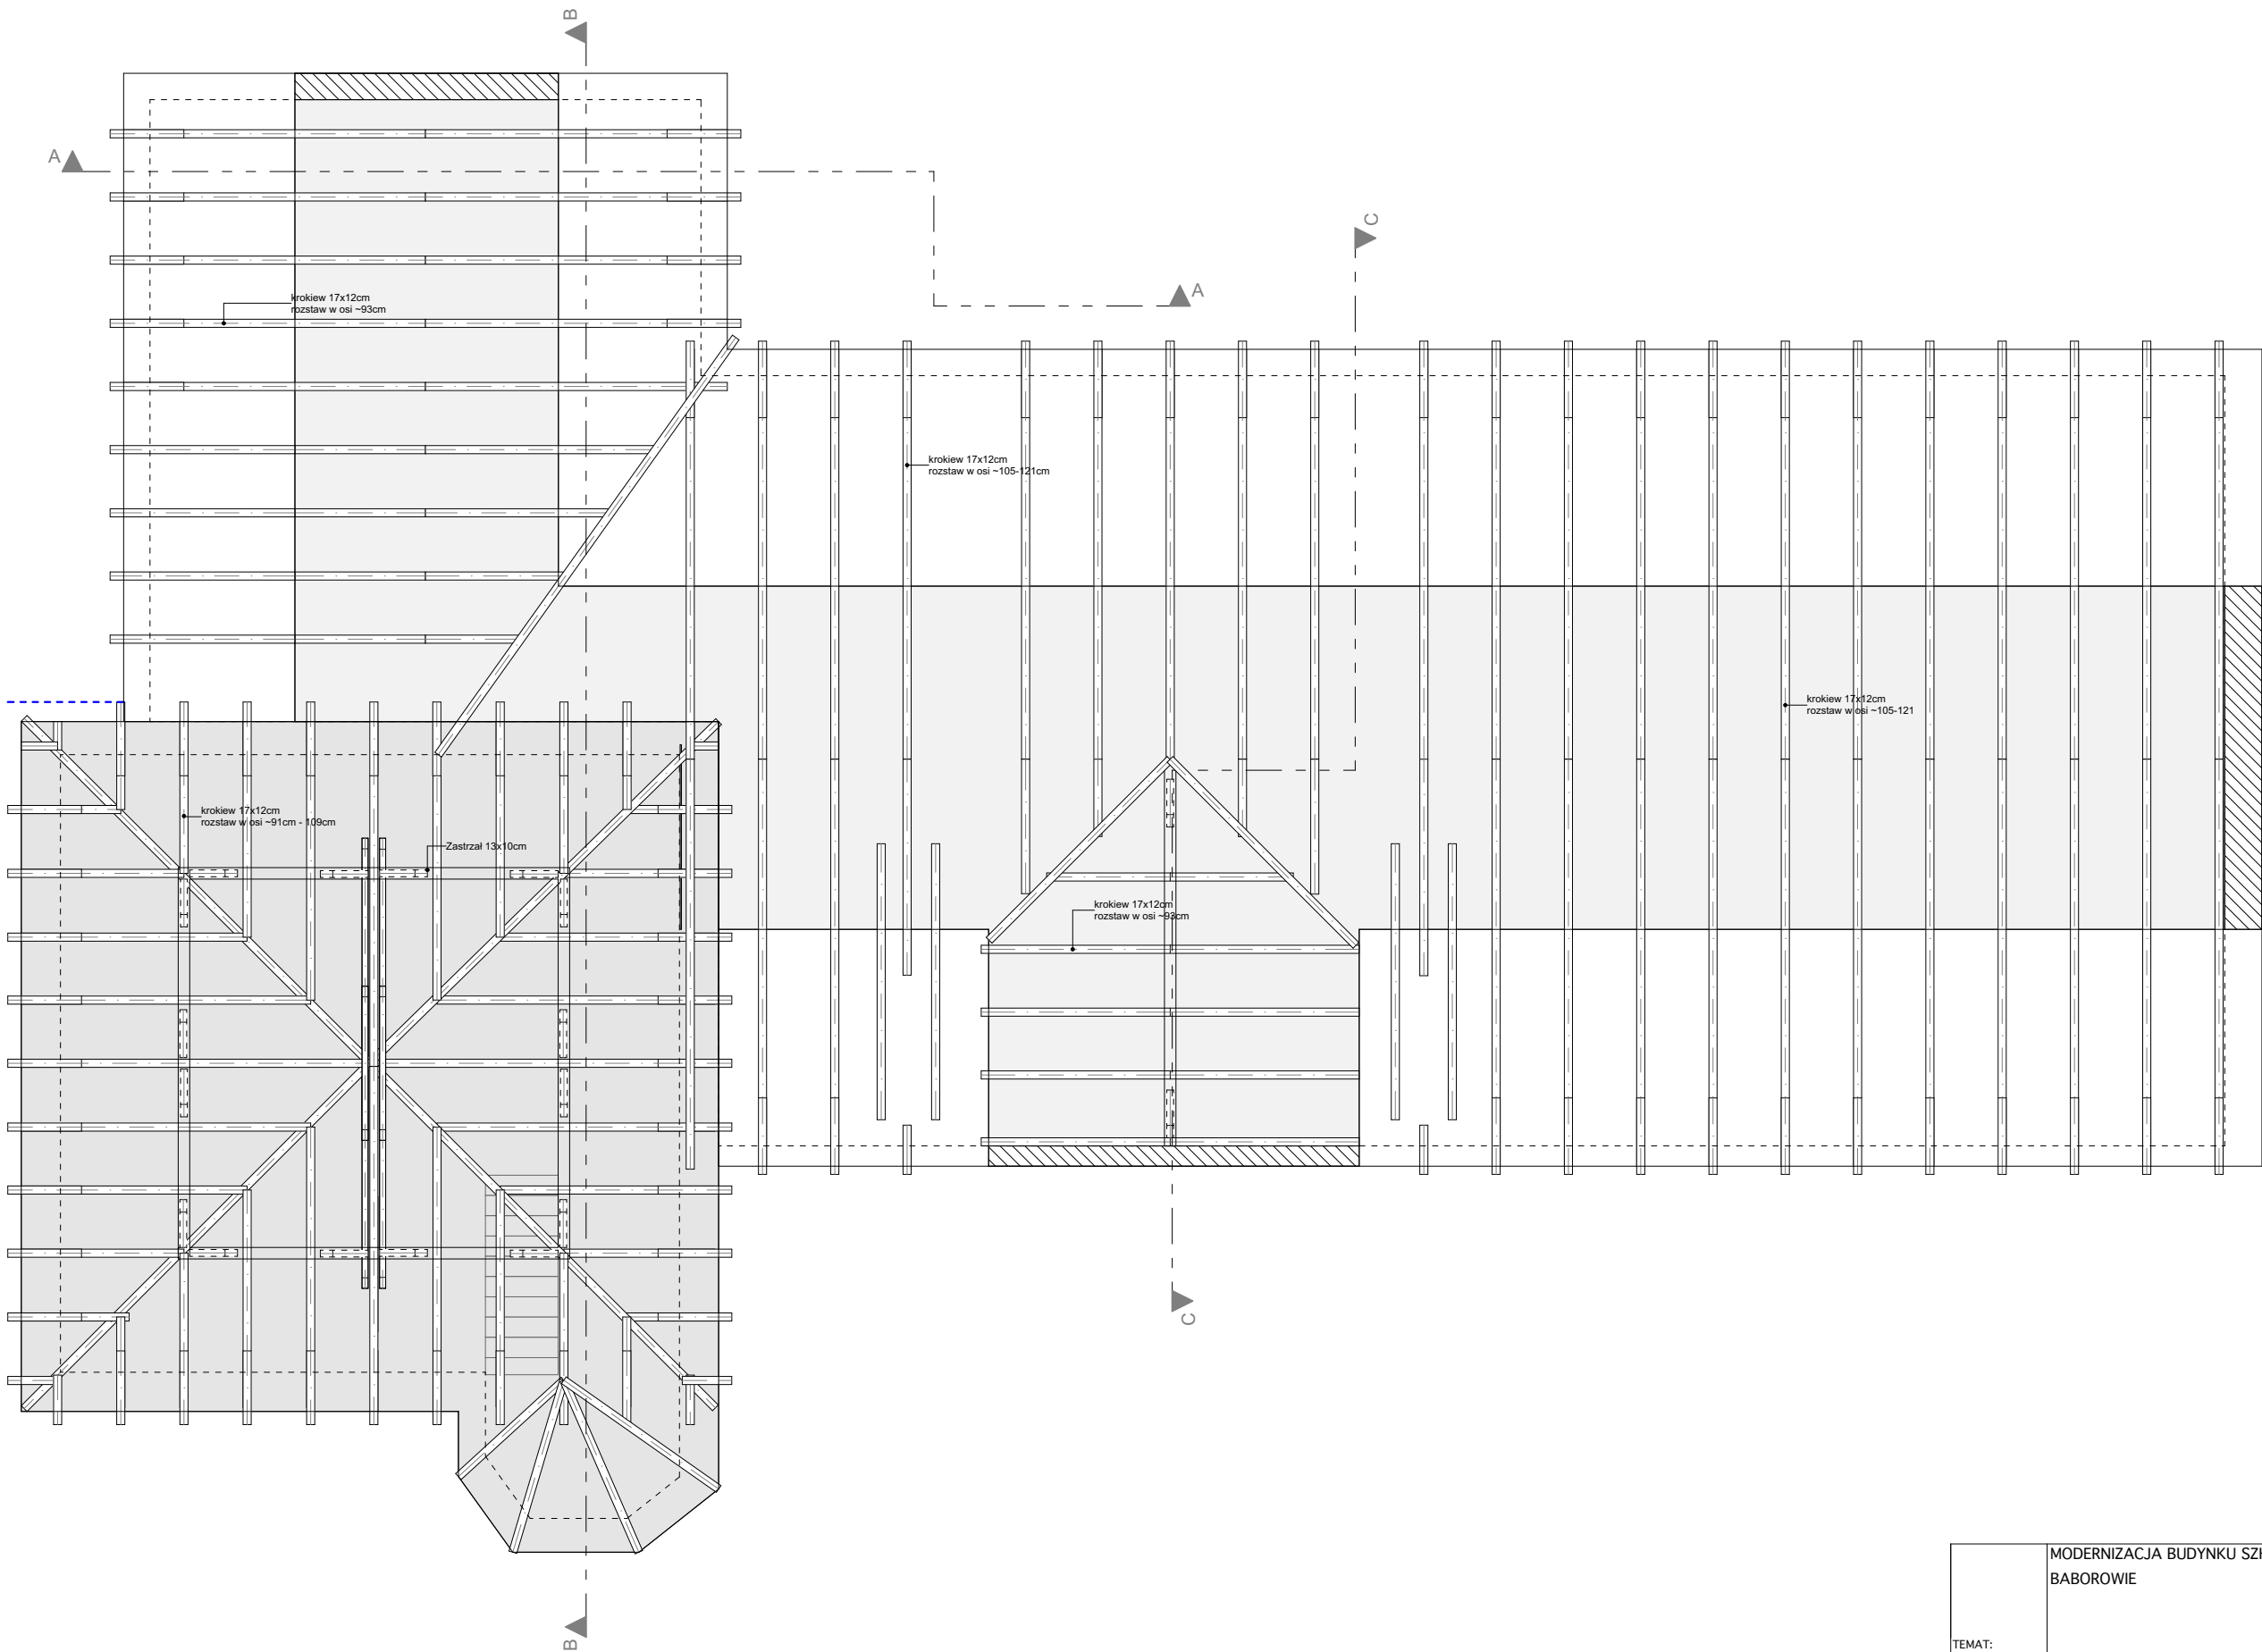 B
A
C
A
krokiew 17x12cm
rozstaw w osi ~93cm
krokiew 17x12cm
rozstaw w osi ~105-121cm
krokiew 17x12cm
rozstaw w osi ~105-121
krokiew 17x12cm
rozstaw w osi ~91cm - 109cm
Zastrzał 13x10cm
krokiew 17x12cm
rozstaw w osi ~93cm
C
B
MODERNIZACJA BUDYNKU
BABOROWIE
TEMAT: